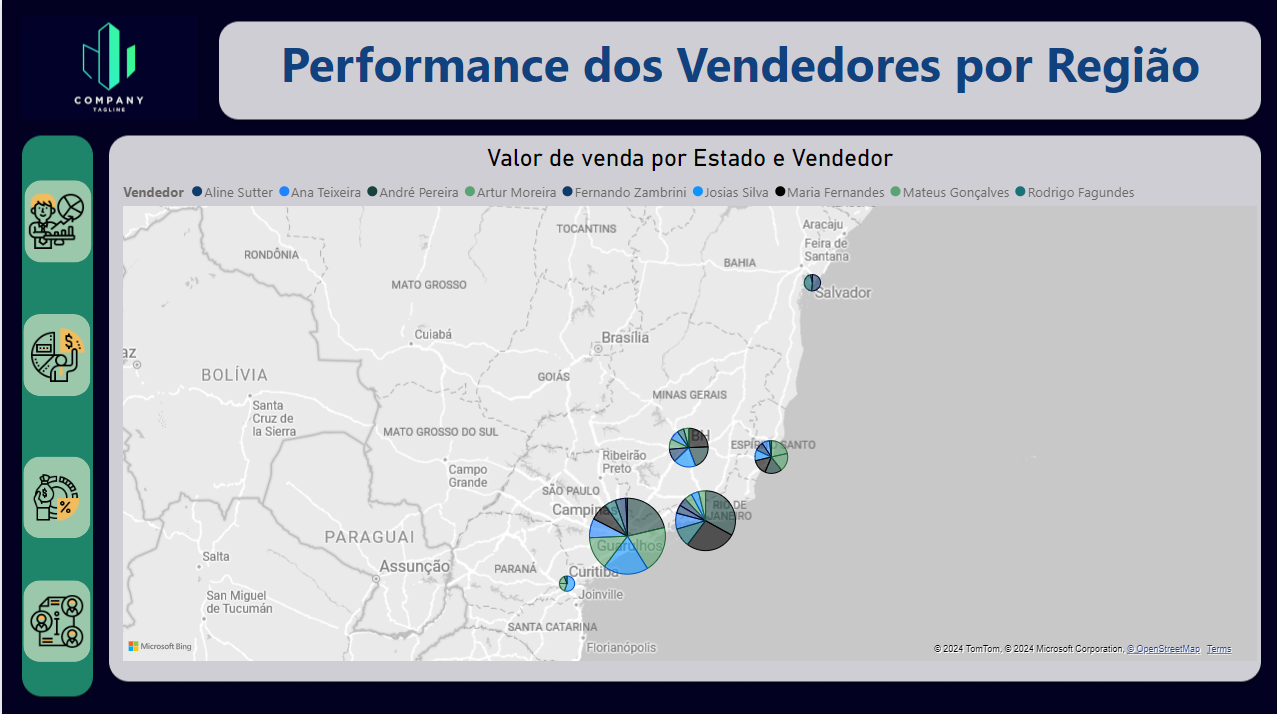 COMPANY
TAGLINE
Performance dos Vendedores por Região
Valor de venda por Estado e Vendedor
Vendedor Aline Sutter Ana Teixeira André Pereira Artur Moreira Fernando Zambrini Josias Silva Maria Fernandes Mateus Gonçalves Rodrigo Fagundes
TOCANTINS
Aracaju
Feira de
Santana
RONDÔNIA
BAHIA
MATO GROSSO
Salvador
Cuiabá
Brasília
az
BOLÍVIA
GOIÁS
MINAS GERAIS
Santa
Cruz de
la Sierra
MATO GROSSO DO SUL
BH
ESPÍRITO SANTO
Ribeirão
Preto
Campo
Grande
SÃO PAULO
Campinas
RIO DE
JANEIRO
PARAGUAI
Guarulhos
Salta
Assunção
PARANÁ
Curitiba
San Miguel
de Tucumán
Joinville
SANTA CATARINA
Florianópolis
Microsoft Bing
© 2024 TomTom, © 2024 Microsoft Corporation, © OpenStreetMap Terms